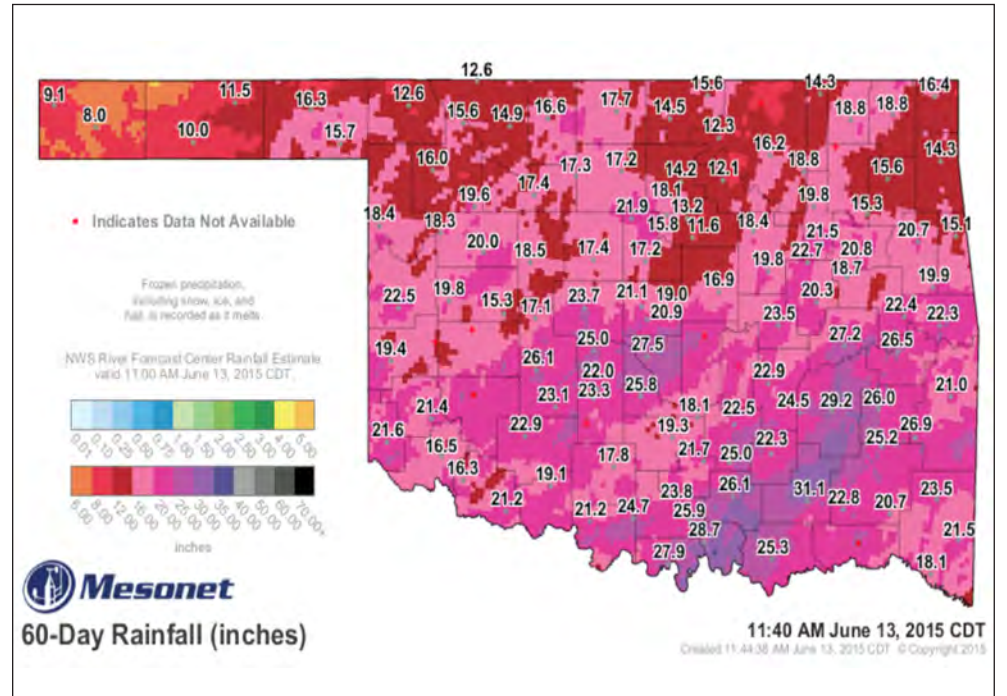 12.6
15.6 14.3 16.4
9.1 11.5 16.3 12.6 17.7 18.8
8.0 15.6 14.9 16.6 14.5 18.8
10.0 15.7 12.3
16.2 14.3
16.0 17.3 17.2 14.2 12.1 18.8 15.6
17.4
19.6 18.1 19.8
21.9 13.2 15.3
18.4 18.3 15.8 11.6 18.4 15.1
• Indicates Data Not Available
21.5 20.7
20.0 18.5 17.4 17.2 22.7 20.8
19.8 18.7
16.9 19.9
Frozen precipitation,
including snow, ice, and
hail, is recorded as it melts.
22.5 19.8 15.3 17.1 23.7 21.1 19.0 20.3
20.9 23.5 22.4 22.3
27.2 26.5
25.0 27.5
NWS River Forecast Center Rainfall Estimate
valid 11:00 AM June 13, 2015 CDT
19.4 26.1
22.0 22.9
23.1 23.3 25.8 21.0
21.4 18.1 22.5 24.5 29.2 26.0
0.01 0.10 0.25 0.50 0.75 1.00 1.50 2.00 2.50 3.00 4.00 5.00
21.6 22.9 19.3 26.9
16.5 21.7 22.3 25.2
17.8 25.0
16.3 19.1
26.1
21.2 23.8 31.1 23.5
6.00 8.00 12.00 16.00 20.00 25.00 30.00 35.00 40.00 50.00 60.00 70.00+
21.2 24.7 25.9 22.8 20.7
28.7 21.5
inches
27.9 25.3 18.1
Mesonet
60-Day Rainfall (inches)
11:40 AM June 13, 2015 CDT
Created 11:44:38 AM June 13, 2015 CDT © Copyright 2015